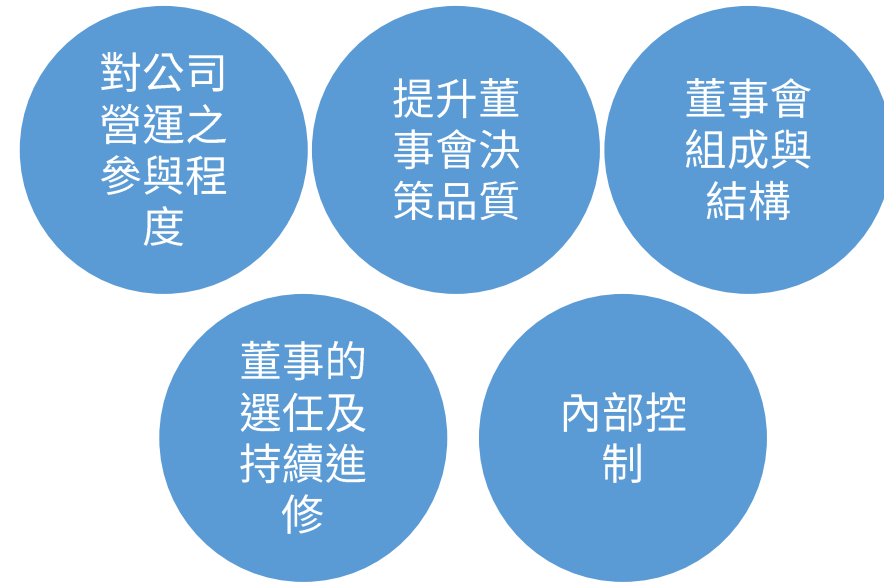 對公司
營運之
參與程
度
提升董
事會決
策品質
董事會
組成與
結構
董事的
選任及
持續進
修
內部控
制